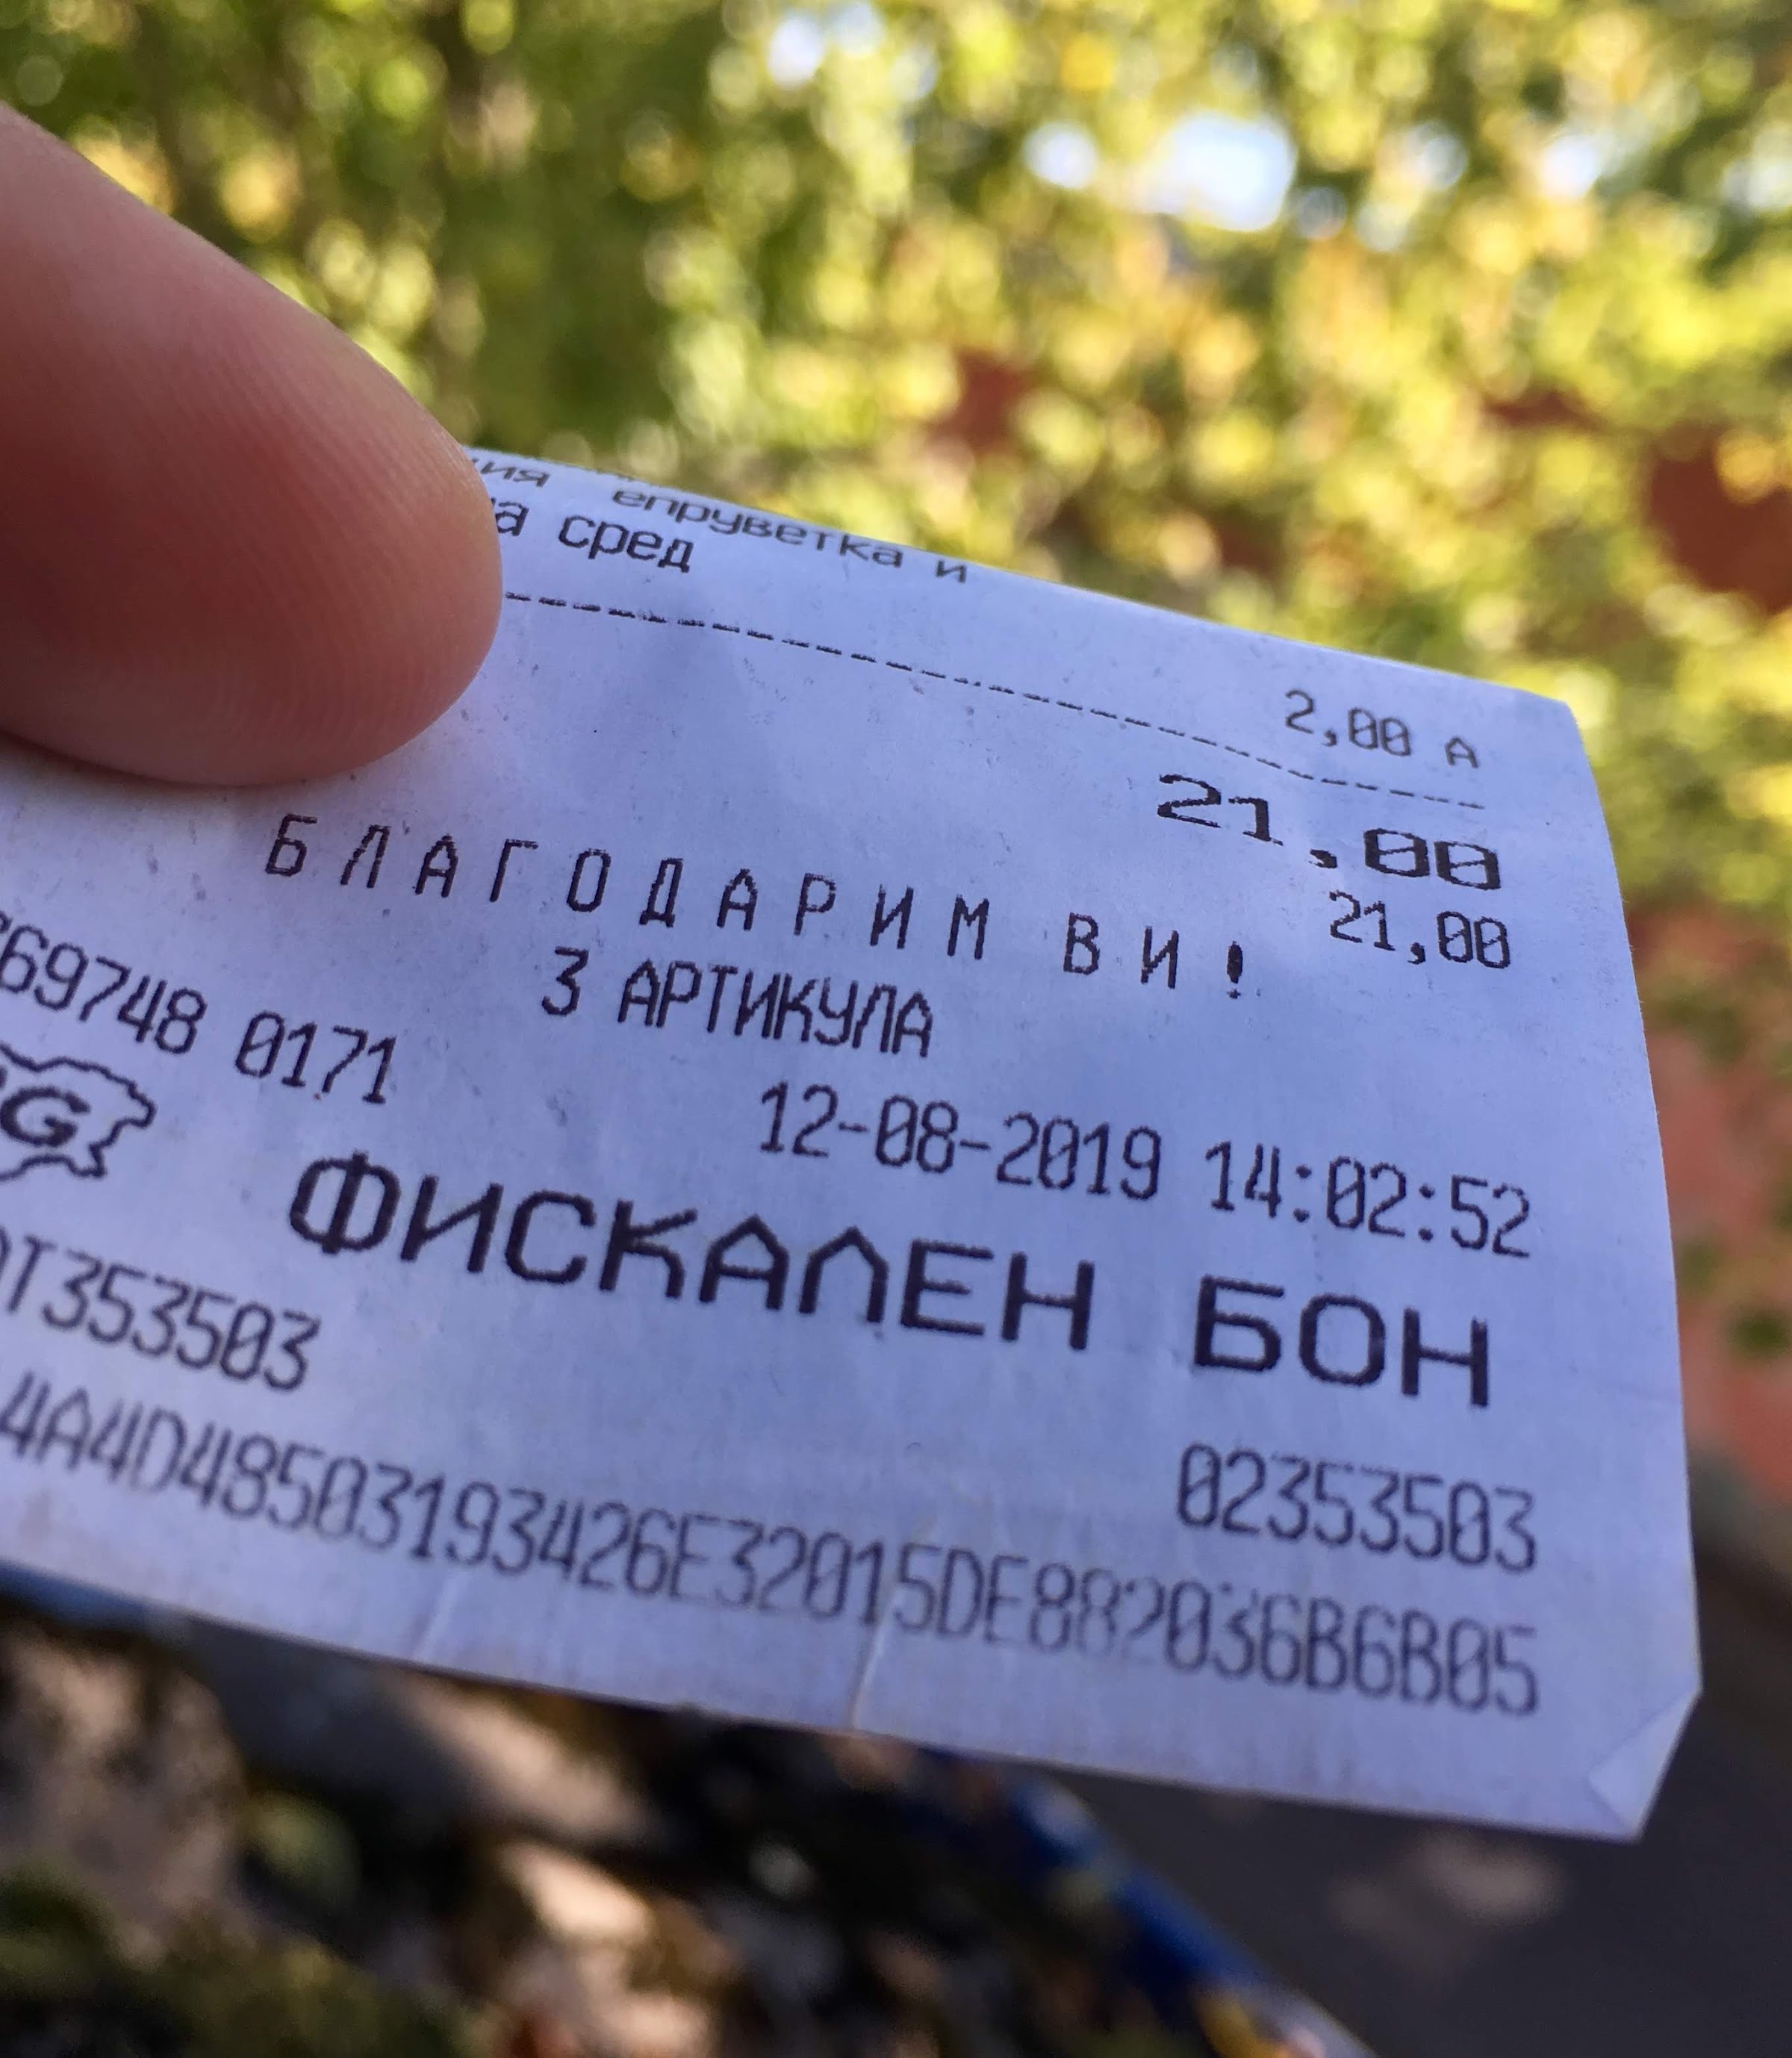 епруветка и
сред
2,00 А
21,00
21,00
БЛАГОДАРИМ ВИ!
3 АРТИКУЛА
69748 0171
12-08-2019 14:02:52
ФИСКАЛЕН БОН
T353503
02353503
4A4D4850319342​6E32015DE882036B6B05